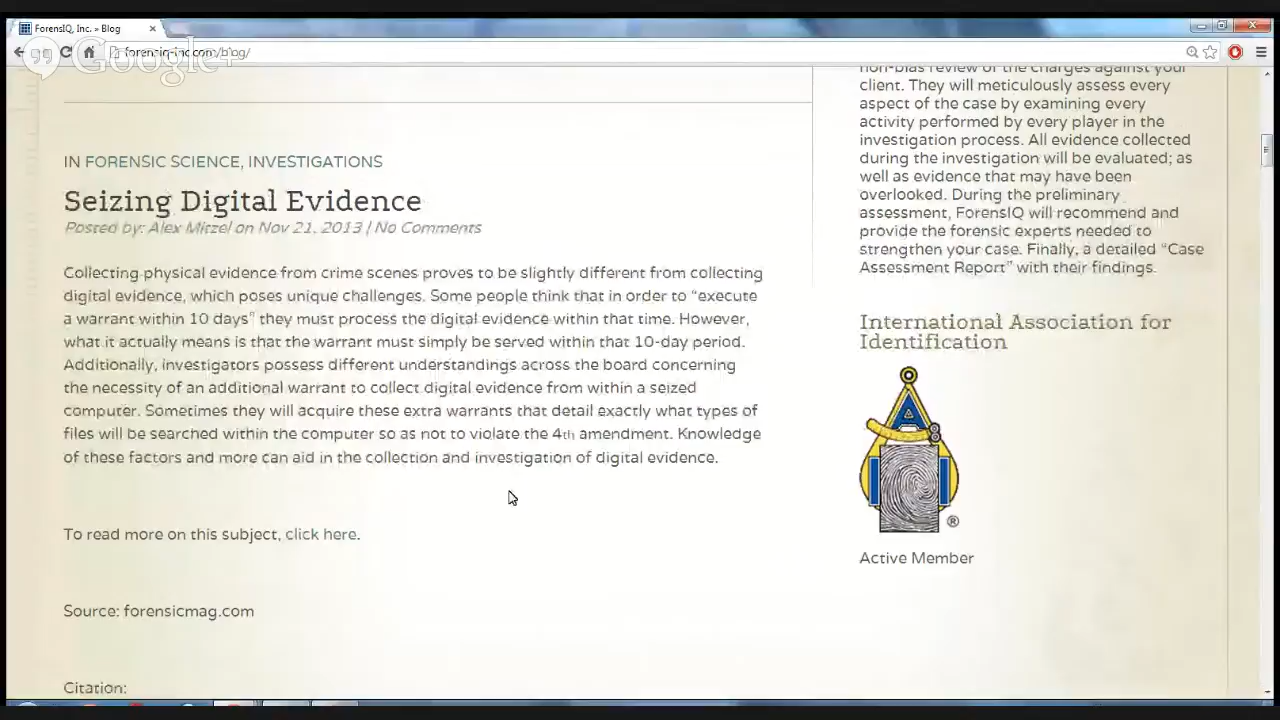 ForensIQ, Inc. » Blog
forensiq-inc.com/blog/
Google+
non-bias review of the charges against your
client. They will meticulously assess every
aspect of the case by examining every
activity performed by every player in the
investigation process. All evidence collected
during the investigation will be evaluated; as
well as evidence that may have been
overlooked. During the preliminary
assessment, ForensIQ will recommend and
provide the forensic experts needed to
strengthen your case. Finally, a detailed “Case
Assessment Report” with their findings.
IN FORENSIC SCIENCE, INVESTIGATIONS
Seizing Digital Evidence
Posted by: Alex Mitzel on Nov 21, 2013 | No Comments
Collecting physical evidence from crime scenes proves to be slightly different from collecting
digital evidence, which poses unique challenges. Some people think that in order to “execute
a warrant within 10 days” they must process the digital evidence within that time. However,
what it actually means is that the warrant must simply be served within that 10-day period.
Additionally, investigators possess different understandings across the board concerning
the necessity of an additional warrant to collect digital evidence from within a seized
computer. Sometimes they will acquire these extra warrants that detail exactly what types of
files will be searched within the computer so as not to violate the 4th amendment. Knowledge
of these factors and more can aid in the collection and investigation of digital evidence.
To read more on this subject, click here.
Source: forensicmag.com
Citation:
International Association for
Identification
A
®
Active Member